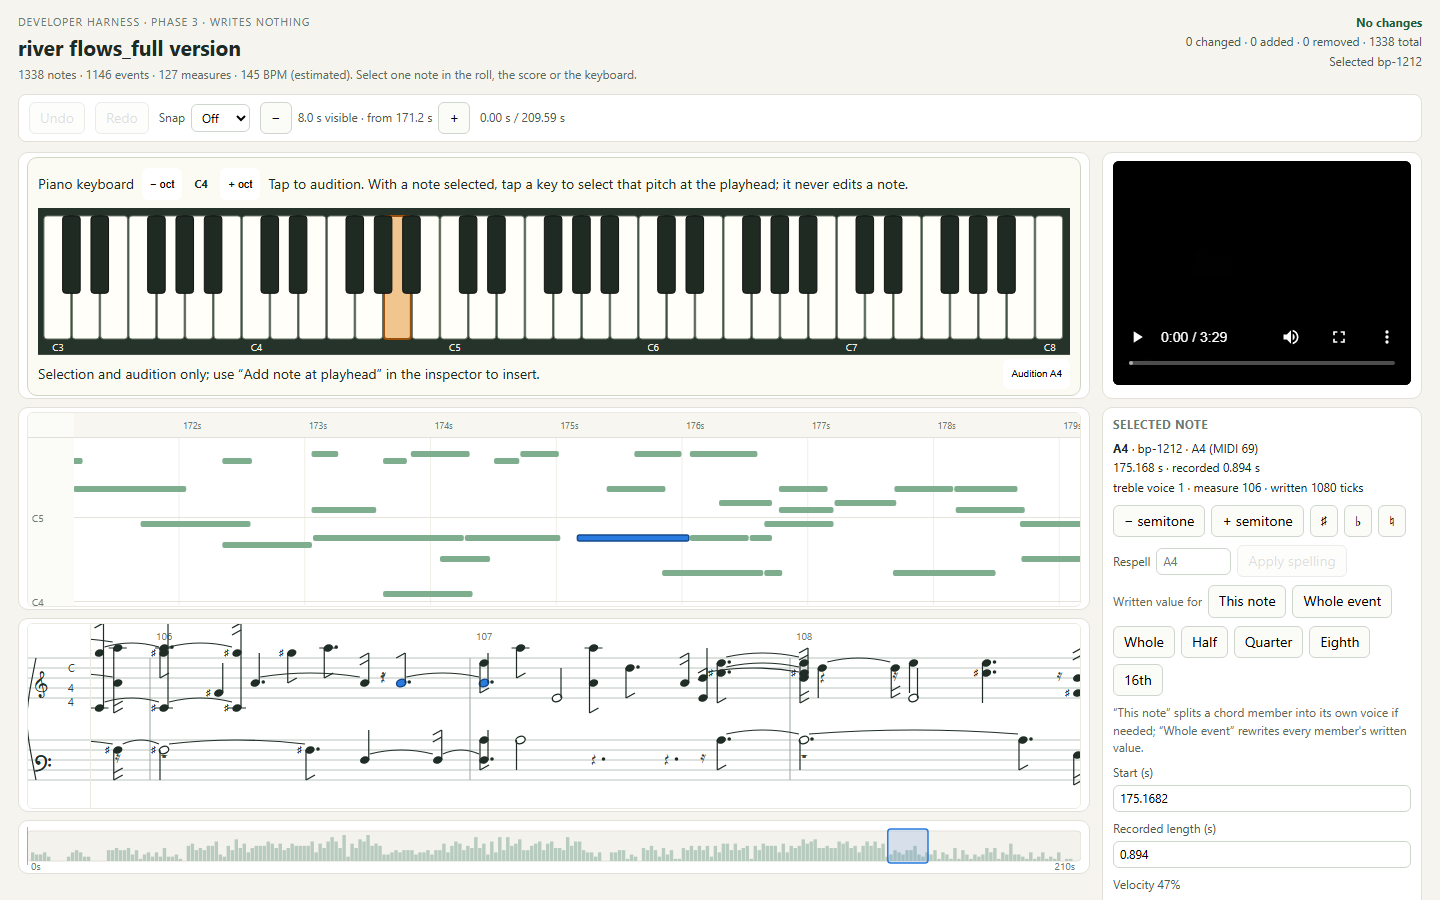 DEVELOPER HARNESS · PHASE 3 · WRITES NOTHING
river flows_full version
1338 notes · 1146 events · 127 measures · 145 BPM (estimated). Select one note in the roll, the score or the keyboard.
No changes
0 changed · 0 added · 0 removed · 1338 total
Selected bp-1212
Undo Redo Snap Off − 8.0 s visible · from 171.2 s + 0.00 s / 209.59 s
Piano keyboard − oct C4 + oct Tap to audition. With a note selected, tap a key to select that pitch at the playhead; it never edits a note.
C3 C4 C5 C6 C7 C8
Selection and audition only; use “Add note at playhead” in the inspector to insert. Audition A4
0:00 / 3:29
172s 173s 174s 175s 176s 177s 178s 179s
C5
C4
106 107 108
C
4
4
0s 210s
SELECTED NOTE
A4 · bp-1212 · A4 (MIDI 69)
175.168 s · recorded 0.894 s
treble voice 1 · measure 106 · written 1080 ticks
− semitone + semitone ♯ ♭ ♮
Respell A4 Apply spelling
Written value for This note Whole event
Whole Half Quarter Eighth
16th
“This note” splits a chord member into its own voice if
needed; “Whole event” rewrites every member's written
value.
Start (s)
175.1682
Recorded length (s)
0.894
Velocity 47%